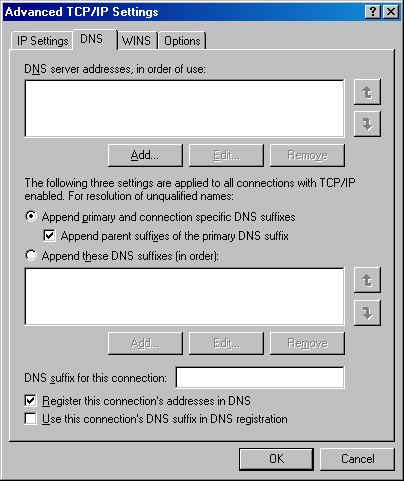 Advanced TCP/IP Settings
IP Settings DNS WINS Options
DNS server addresses, in order of use:
Add... Edit... Remove
The following three settings are applied to all connections with TCP/IP
enabled. For resolution of unqualified names:
Append primary and connection specific DNS suffixes
Append parent suffixes of the primary DNS suffix
Append these DNS suffixes (in order):
Add... Edit... Remove
DNS suffix for this connection:
Register this connection's addresses in DNS
Use this connection's DNS suffix in DNS registration
OK Cancel